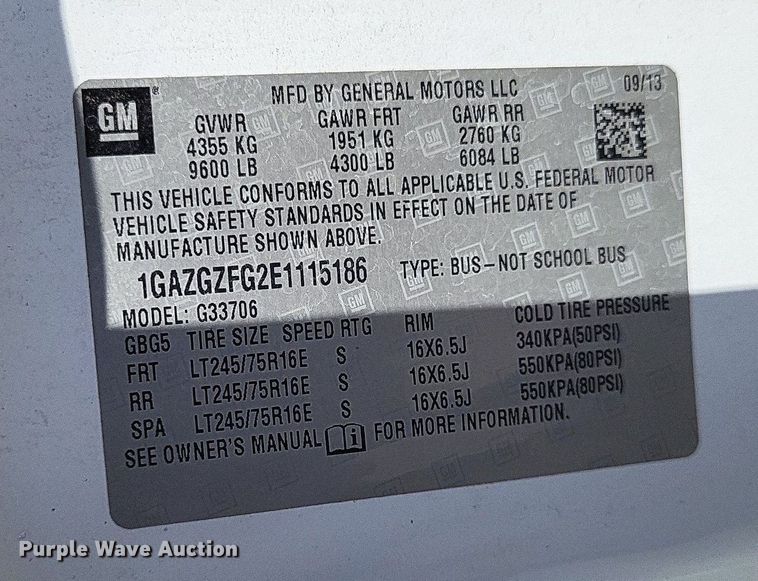 GM ® MFD BY GENERAL MOTORS LLC 09/13
GVWR GAWR FRT GAWR RR
4355 KG 1951 KG 2760 KG
9600 LB 4300 LB 6084 LB
THIS VEHICLE CONFORMS TO ALL APPLICABLE U.S. FEDERAL MOTOR
VEHICLE SAFETY STANDARDS IN EFFECT ON THE DATE OF
MANUFACTURE SHOWN ABOVE.
1GAZGZFG2E1115186 TYPE: BUS-NOT SCHOOL BUS
MODEL: G33706
GBG5 TIRE SIZE SPEED RTG RIM COLD TIRE PRESSURE
FRT LT245/75R16E S 16X6.5J 340KPA(50PSI)
RR LT245/75R16E S 16X6.5J 550KPA(80PSI)
SPA LT245/75R16E S 16X6.5J 550KPA(80PSI)
SEE OWNER'S MANUAL i FOR MORE INFORMATION.
Purple Wave Auction